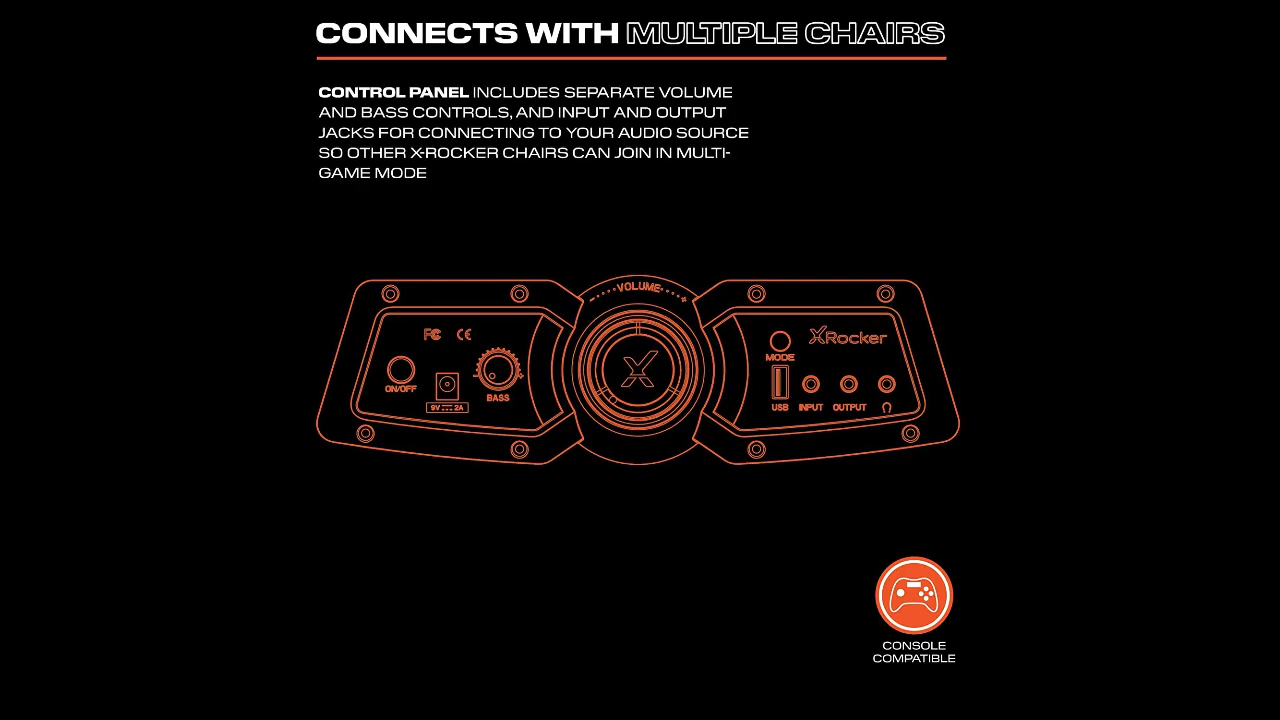 CONNECTS WITH MULTIPLE CHAIRS
CONTROL PANEL INCLUDES SEPARATE VOLUME
AND BASS CONTROLS, AND INPUT AND OUTPUT
JACKS FOR CONNECTING TO YOUR AUDIO SOURCE
SO OTHER X-ROCKER CHAIRS CAN JOIN IN MULTI-
GAME MODE
- VOLUME +
FC CE
XRocker
MODE
ON/OFF
9V 2A
BASS
USB INPUT OUTPUT
CONSOLE
COMPATIBLE